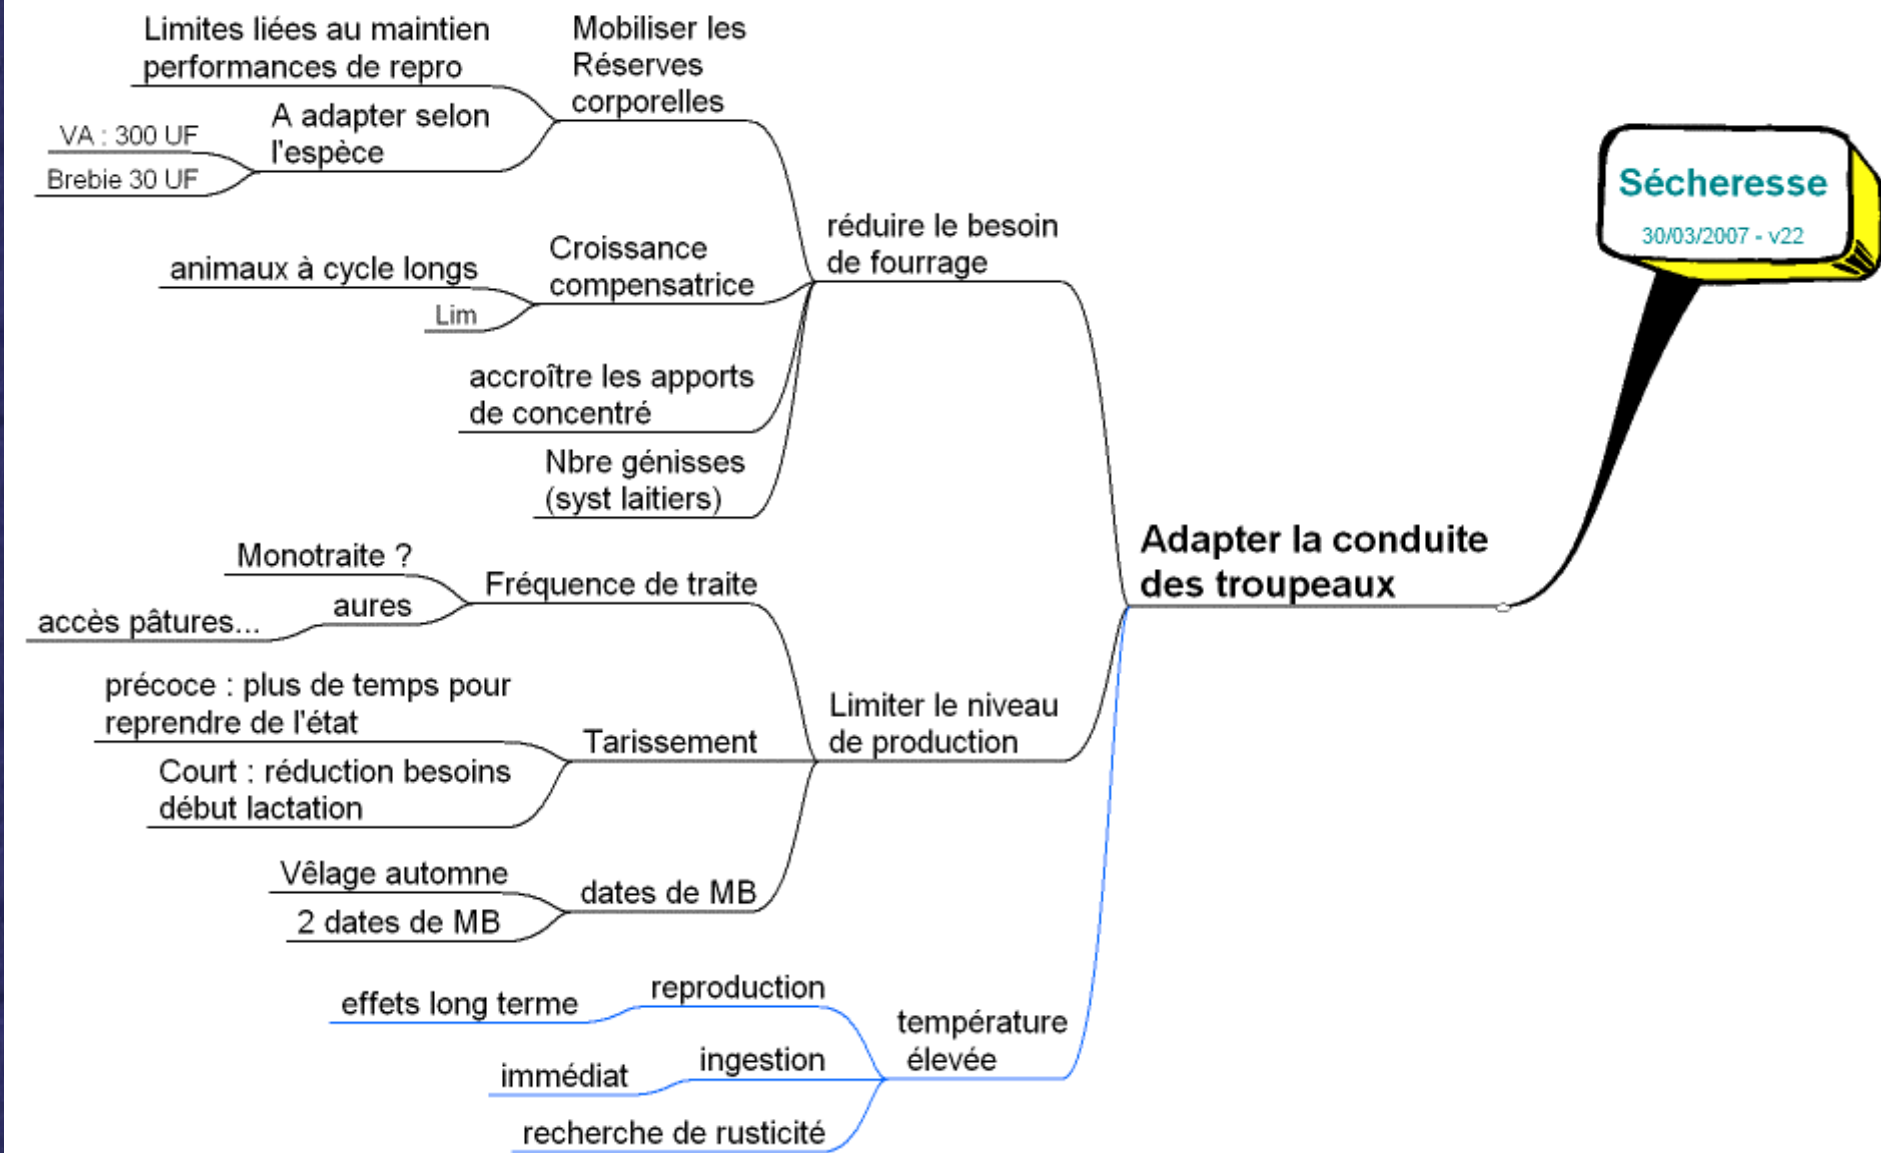 Sécheresse
30/03/2007 - v22
Adapter la conduite
des troupeaux
réduire le besoin
de fourrage
Mobiliser les
Réserves
corporelles
Limites liées au maintien
performances de repro
A adapter selon
l'espèce
VA : 300 UF
Brebie 30 UF
Croissance
compensatrice
animaux à cycle longs
Lim
accroître les apports
de concentré
Nbre génisses
(syst laitiers)
Limiter le niveau
de production
Fréquence de traite
Monotraite ?
aures
accès pâtures...
Tarissement
précoce : plus de temps pour
reprendre de l'état
Court : réduction besoins
début lactation
dates de MB
Vêlage automne
2 dates de MB
température
élevée
reproduction
effets long terme
ingestion
immédiat
recherche de rusticité